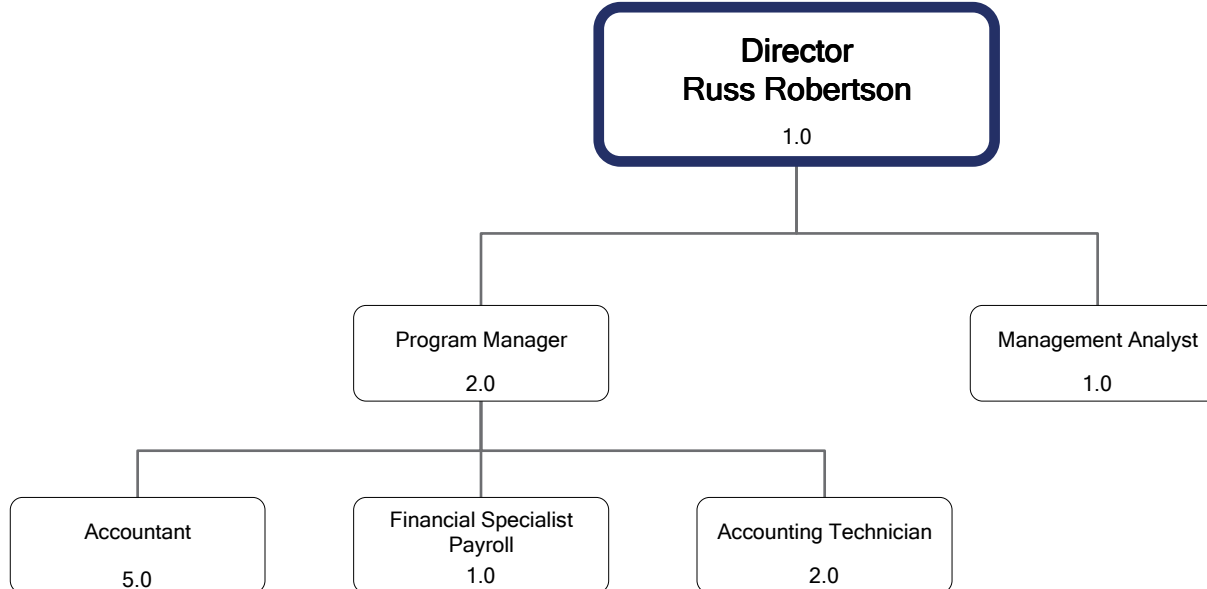 Director
Russ Robertson
1.0
Program Manager
2.0
Management Analyst
1.0
Accountant
5.0
Financial Specialist
Payroll
1.0
Accounting Technician
2.0